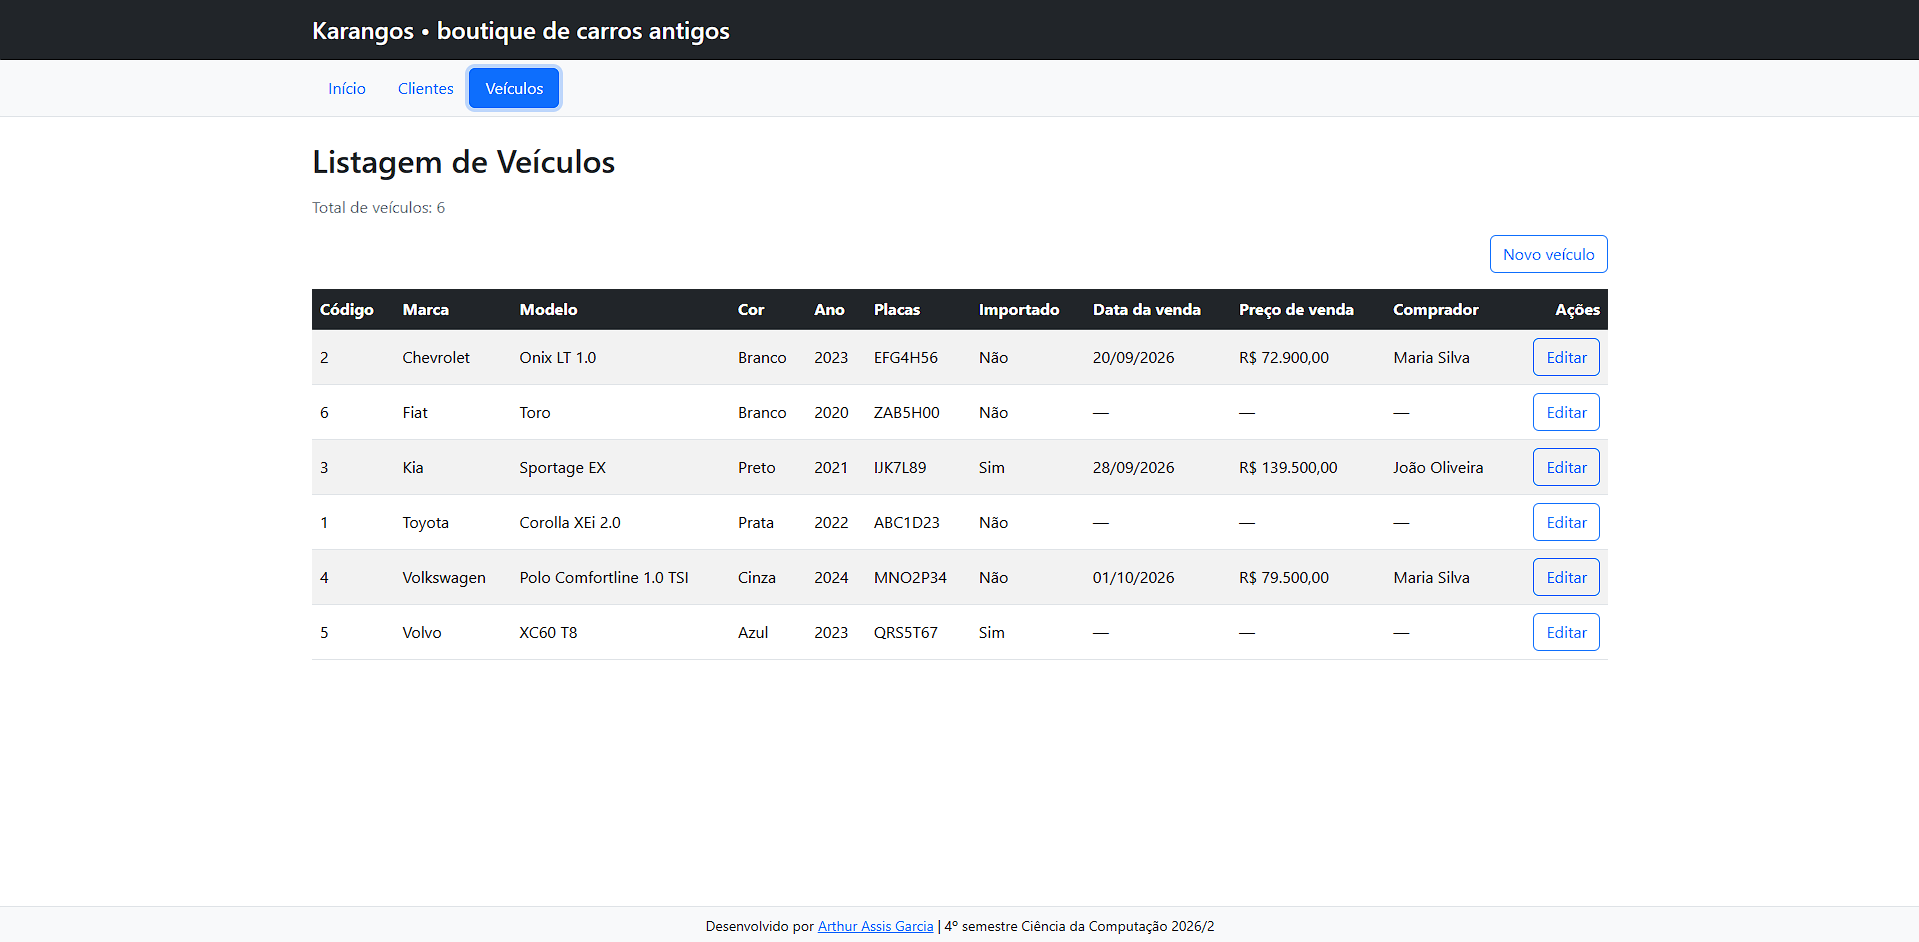 Karangos • boutique de carros antigos
Início Clientes Veículos
Listagem de Veículos
Total de veículos: 6
Novo veículo
Código Marca Modelo Cor Ano Placas Importado Data da venda Preço de venda Comprador Ações
2 Chevrolet Onix LT 1.0 Branco 2023 EFG4H56 Não 20/09/2026 R$ 72.900,00 Maria Silva Editar
6 Fiat Toro Branco 2020 ZAB5H00 Não — — — Editar
3 Kia Sportage EX Preto 2021 IJK7L89 Sim 28/09/2026 R$ 139.500,00 João Oliveira Editar
1 Toyota Corolla XEi 2.0 Prata 2022 ABC1D23 Não — — — Editar
4 Volkswagen Polo Comfortline 1.0 TSI Cinza 2024 MNO2P34 Não 01/10/2026 R$ 79.500,00 Maria Silva Editar
5 Volvo XC60 T8 Azul 2023 QRS5T67 Sim — — — Editar
Desenvolvido por Arthur Assis Garcia | 4º semestre Ciência da Computação 2026/2